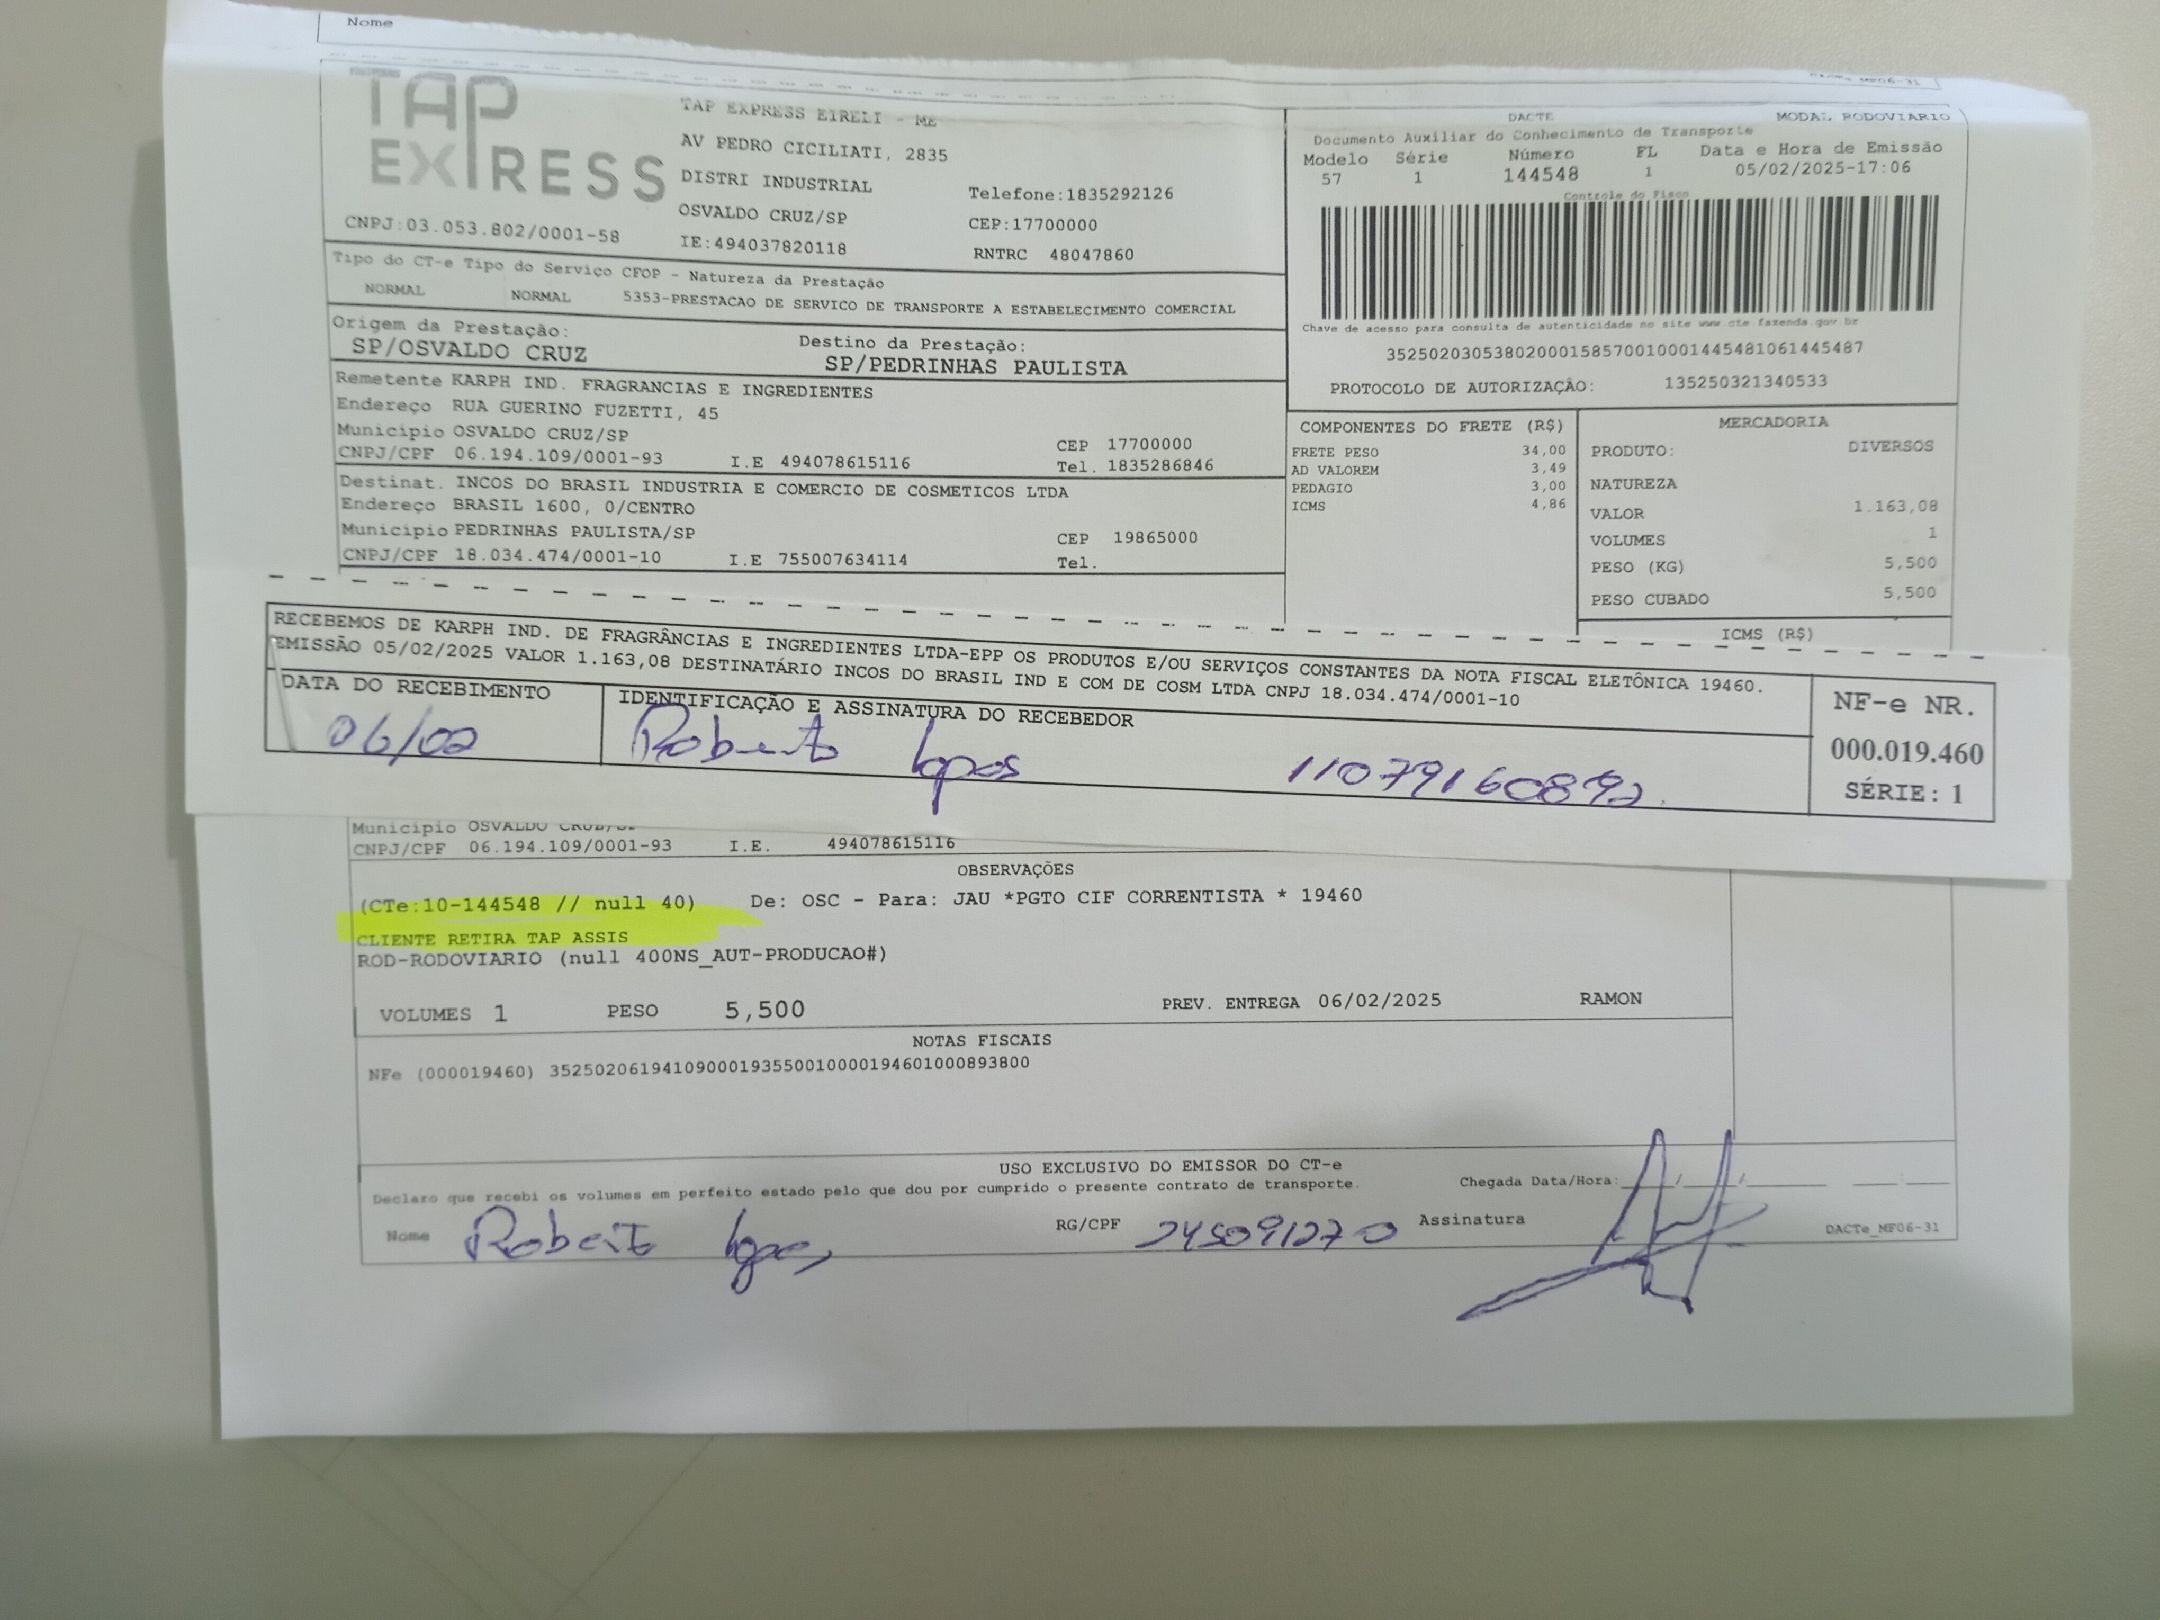 Nome
TAP EXPRESS
TAP EXPRESS EIRELI - ME
AV PEDRO CICILIATI, 2835
DISTRI INDUSTRIAL
Telefone:1835292126
OSVALDO CRUZ/SP
CEP:17700000
CNPJ:03.053.802/0001-58
IE:494037820118
RNTRC 48047860
DACTE
MODAL RODOVIARIO
Documento Auxiliar do Conhecimento de Transporte
Modelo Série Número FL Data e Hora de Emissão
57 1 144548 1 05/02/2025-17:06
Controle do Fisco
Chave de acesso para consulta de autenticidade no site www.cte.fazenda.gov.br
35250203053802000158570010001445481061445487
PROTOCOLO DE AUTORIZAÇÃO: 135250321340533
Tipo do CT-e Tipo do Serviço CFOP - Natureza da Prestação
NORMAL NORMAL 5353-PRESTACAO DE SERVICO DE TRANSPORTE A ESTABELECIMENTO COMERCIAL
Origem da Prestação: Destino da Prestação:
SP/OSVALDO CRUZ SP/PEDRINHAS PAULISTA
Remetente KARPH IND. FRAGRANCIAS E INGREDIENTES
Endereço RUA GUERINO FUZETTI, 45
Municipio OSVALDO CRUZ/SP CEP 17700000
CNPJ/CPF 06.194.109/0001-93 I.E 494078615116 Tel. 1835286846
Destinat. INCOS DO BRASIL INDUSTRIA E COMERCIO DE COSMETICOS LTDA
Endereço BRASIL 1600, 0/CENTRO
Municipio PEDRINHAS PAULISTA/SP CEP 19865000
CNPJ/CPF 18.034.474/0001-10 I.E 755007634114 Tel.
COMPONENTES DO FRETE (R$)
FRETE PESO 34,00
AD VALOREM 3,49
PEDAGIO 3,00
ICMS 4,86
MERCADORIA
PRODUTO: DIVERSOS
NATUREZA
VALOR 1.163,08
VOLUMES 1
PESO (KG) 5,500
PESO CUBADO 5,500
ICMS (R$)
RECEBEMOS DE KARPH IND. DE FRAGRÂNCIAS E INGREDIENTES LTDA-EPP OS PRODUTOS E/OU SERVIÇOS CONSTANTES DA NOTA FISCAL ELETÔNICA 19460.
EMISSÃO 05/02/2025 VALOR 1.163,08 DESTINATÁRIO INCOS DO BRASIL IND E COM DE COSM LTDA CNPJ 18.034.474/0001-10
DATA DO RECEBIMENTO IDENTIFICAÇÃO E ASSINATURA DO RECEBEDOR
06/02 Roberto Lopes 11079160892
NF-e NR.
000.019.460
SÉRIE: 1
Municipio OSVALDO CRUZ/SP
CNPJ/CPF 06.194.109/0001-93 I.E. 494078615116
OBSERVAÇÕES
(CTe:10-144548 // null 40) De: OSC - Para: JAU *PGTO CIF CORRENTISTA * 19460
CLIENTE RETIRA TAP ASSIS
ROD-RODOVIARIO (null 400NS_AUT-PRODUCAO#)
VOLUMES 1 PESO 5,500 PREV. ENTREGA 06/02/2025 RAMON
NOTAS FISCAIS
NFe (000019460) 35250206194109000193550010000194601000893800
USO EXCLUSIVO DO EMISSOR DO CT-e
Declaro que recebi os volumes em perfeito estado pelo que dou por cumprido o presente contrato de transporte. Chegada Data/Hora:___/___/___ ___:___
Nome Roberto Lopes RG/CPF 245091270 Assinatura
DACTe_MF06-31